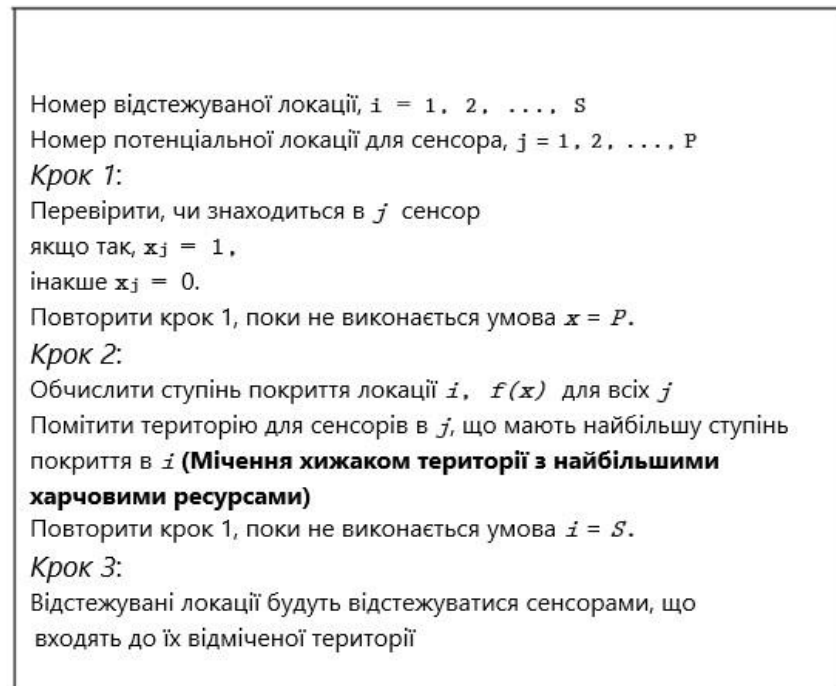 Номер відстежуваної локації, i = 1, 2, ..., S
Номер потенціальної локації для сенсора, j = 1, 2, ..., P
Крок 1:
Перевірити, чи знаходиться в j сенсор
якщо так, xj = 1,
інакше xj = 0.
Повторити крок 1, поки не виконається умова x = P.
Крок 2:
Обчислити ступінь покриття локації i, f(x) для всіх j
Помітити територію для сенсорів в j, що мають найбільшу ступінь
покриття в i (Мічення хижаком території з найбільшими
харчовими ресурсами)
Повторити крок 1, поки не виконається умова i = S.
Крок 3:
Відстежувані локації будуть відстежуватися сенсорами, що
входять до їх відміченої території